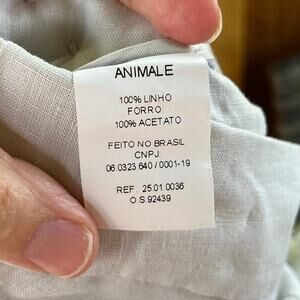 ANIMALE
100% LINHO
FORRO:
100% ACETATO
FEITO NO BRASIL
CNPJ:
06.0323.640 / 0001-19
REF. 25.01.0036
O.S.92439